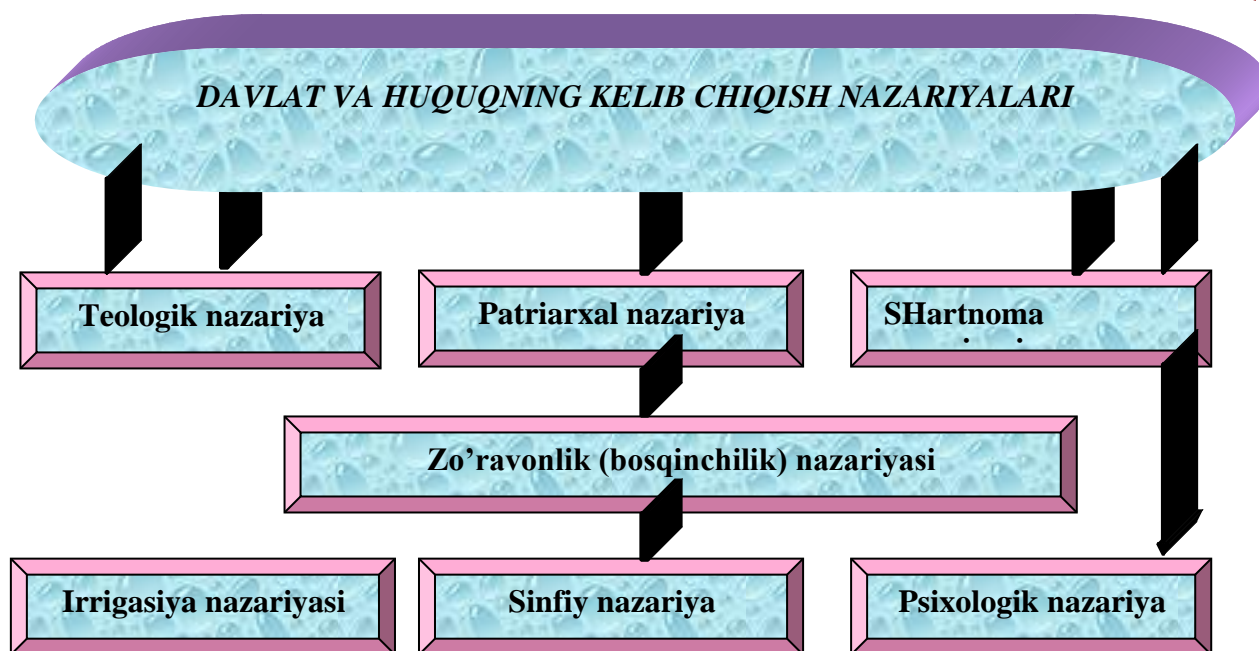 DAVLAT VA HUQUQNING KELIB CHIQISH NAZARIYALARI
Teologik nazariya
Patriarxal nazariya
SHartnoma
Zo’ravonlik (bosqinchilik) nazariyasi
Irrigasiya nazariyasi
Sinfiy nazariya
Psixologik nazariya